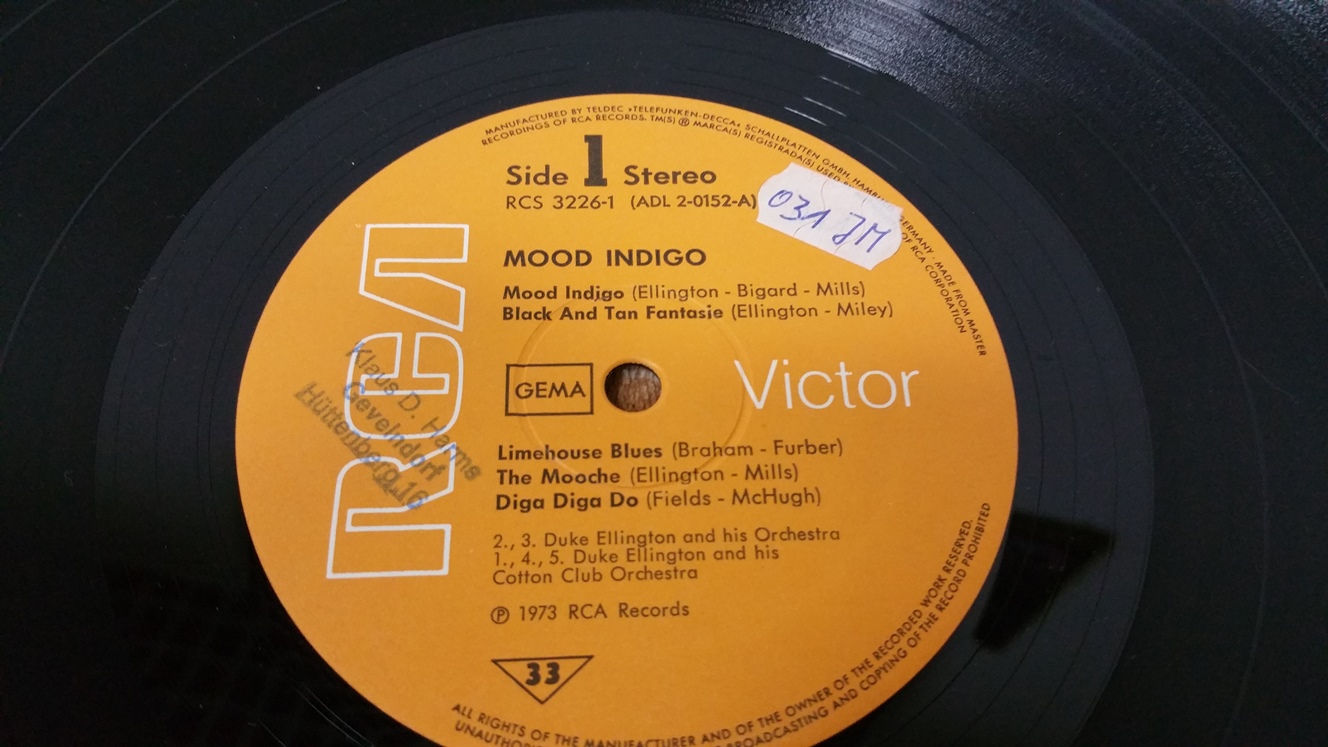 MANUFACTURED BY TELDEC »TELEFUNKEN-DECCA« SCHALLPLATTEN GMBH, HAMBURG GERMANY · MADE FROM MASTER
RECORDINGS OF RCA RECORDS. TM(S) ® MARCA(S) REGISTRADA(S) USED OF RCA CORPORATION
Side 1 Stereo
RCS 3226-1 (ADL 2-0152-A)
031 JM
MOOD INDIGO
Mood Indigo (Ellington - Bigard - Mills)
Black And Tan Fantasie (Ellington - Miley)
RCA
GEMA
Victor
Klaus D. Harms
Gevelndorf
Hüttenberg 16
Limehouse Blues (Braham - Furber)
The Mooche (Ellington - Mills)
Diga Diga Do (Fields - McHugh)
2., 3. Duke Ellington and his Orchestra
1., 4., 5. Duke Ellington and his
Cotton Club Orchestra
℗ 1973 RCA Records
33
ALL RIGHTS OF THE MANUFACTURER AND OF THE OWNER OF THE RECORDED WORK RESERVED.
BROADCASTING AND COPYING OF THE RECORD PROHIBITED